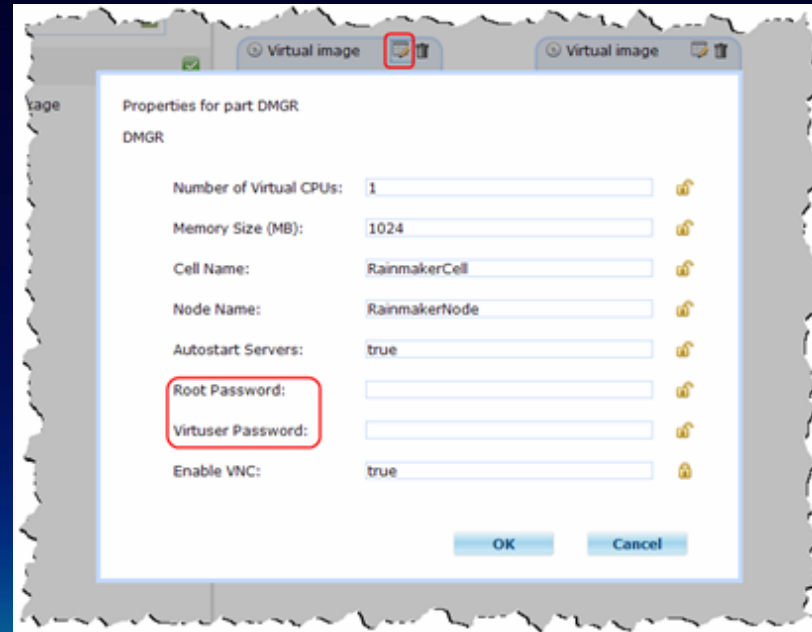 Virtual image
Virtual image
kage
Properties for part DMGR
DMGR
Number of Virtual CPUs: 1
Memory Size (MB): 1024
Cell Name: RainmakerCell
Node Name: RainmakerNode
Autostart Servers: true
Root Password:
Virtuser Password:
Enable VNC: true
OK Cancel